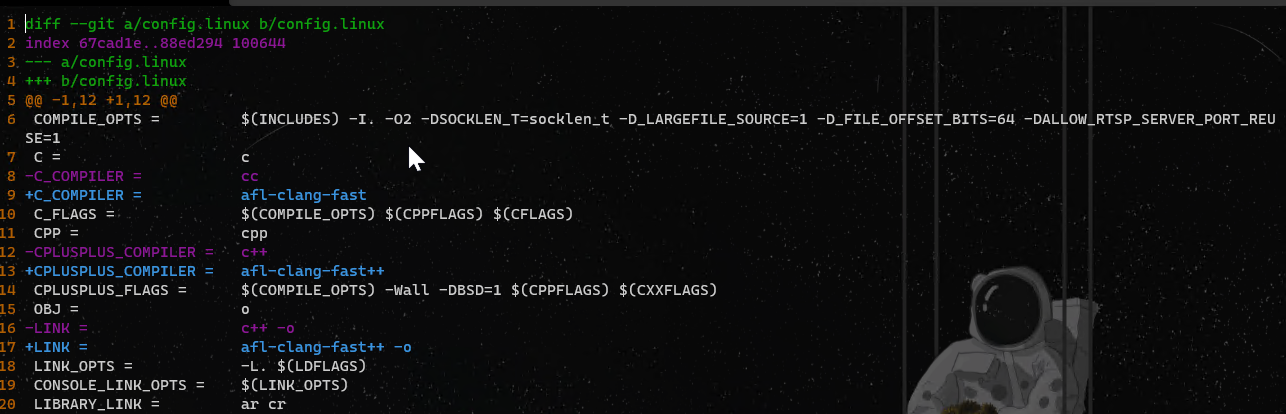 1 diff --git a/config.linux b/config.linux
2 index 67cad1e..88ed294 100644
3 --- a/config.linux
4 +++ b/config.linux
5 @@ -1,12 +1,12 @@
6  COMPILE_OPTS =         $(INCLUDES) -I. -O2 -DSOCKLEN_T=socklen_t -D_LARGEFILE_SOURCE=1 -D_FILE_OFFSET_BITS=64 -DALLOW_RTSP_SERVER_PORT_REU
SE=1
7  C =                    c
8 -C_COMPILER =           cc
9 +C_COMPILER =           afl-clang-fast
10  C_FLAGS =              $(COMPILE_OPTS) $(CPPFLAGS) $(CFLAGS)
11  CPP =                  cpp
12 -CPLUSPLUS_COMPILER =   c++
13 +CPLUSPLUS_COMPILER =   afl-clang-fast++
14  CPLUSPLUS_FLAGS =      $(COMPILE_OPTS) -Wall -DBSD=1 $(CPPFLAGS) $(CXXFLAGS)
15  OBJ =                  o
16 -LINK =                 c++ -o
17 +LINK =                 afl-clang-fast++ -o
18  LINK_OPTS =            -L. $(LDFLAGS)
19  CONSOLE_LINK_OPTS =    $(LINK_OPTS)
20  LIBRARY_LINK =         ar cr